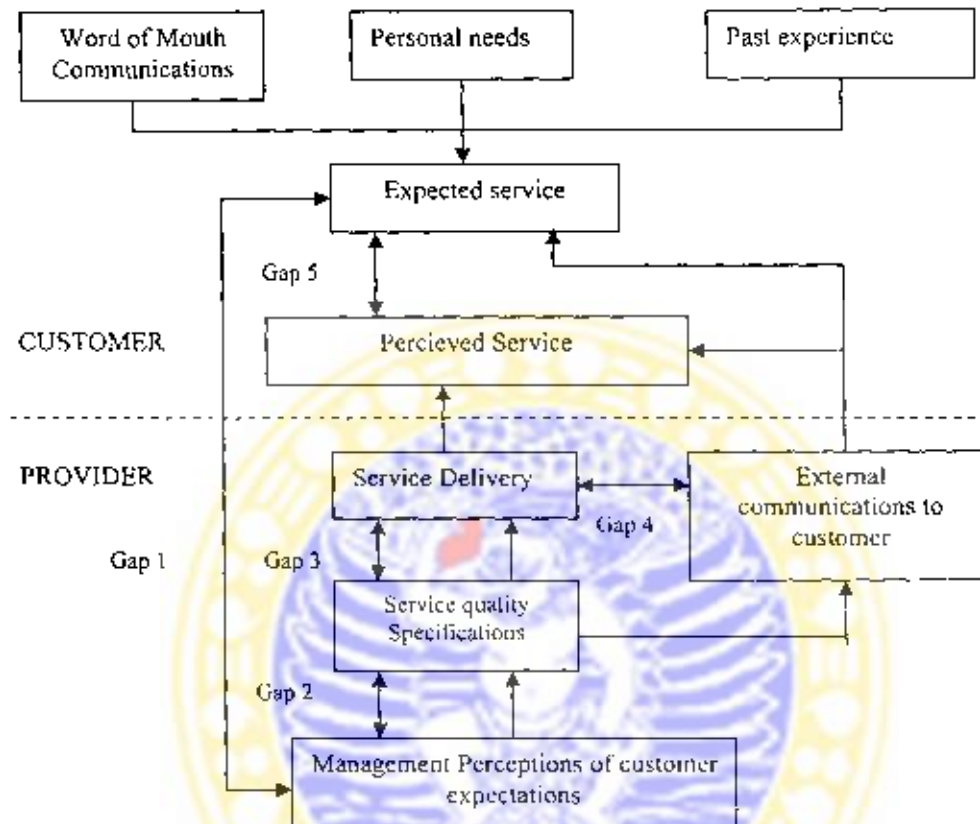 Word of Mouth
Communications
Personal needs
Past experience
Expected service
Gap 5
CUSTOMER
Percieved Service
PROVIDER
Service Delivery
External
communications to
customer
Gap 4
Gap 1
Gap 3
Service quality
Specifications
Gap 2
Management Perceptions of customer
expectations